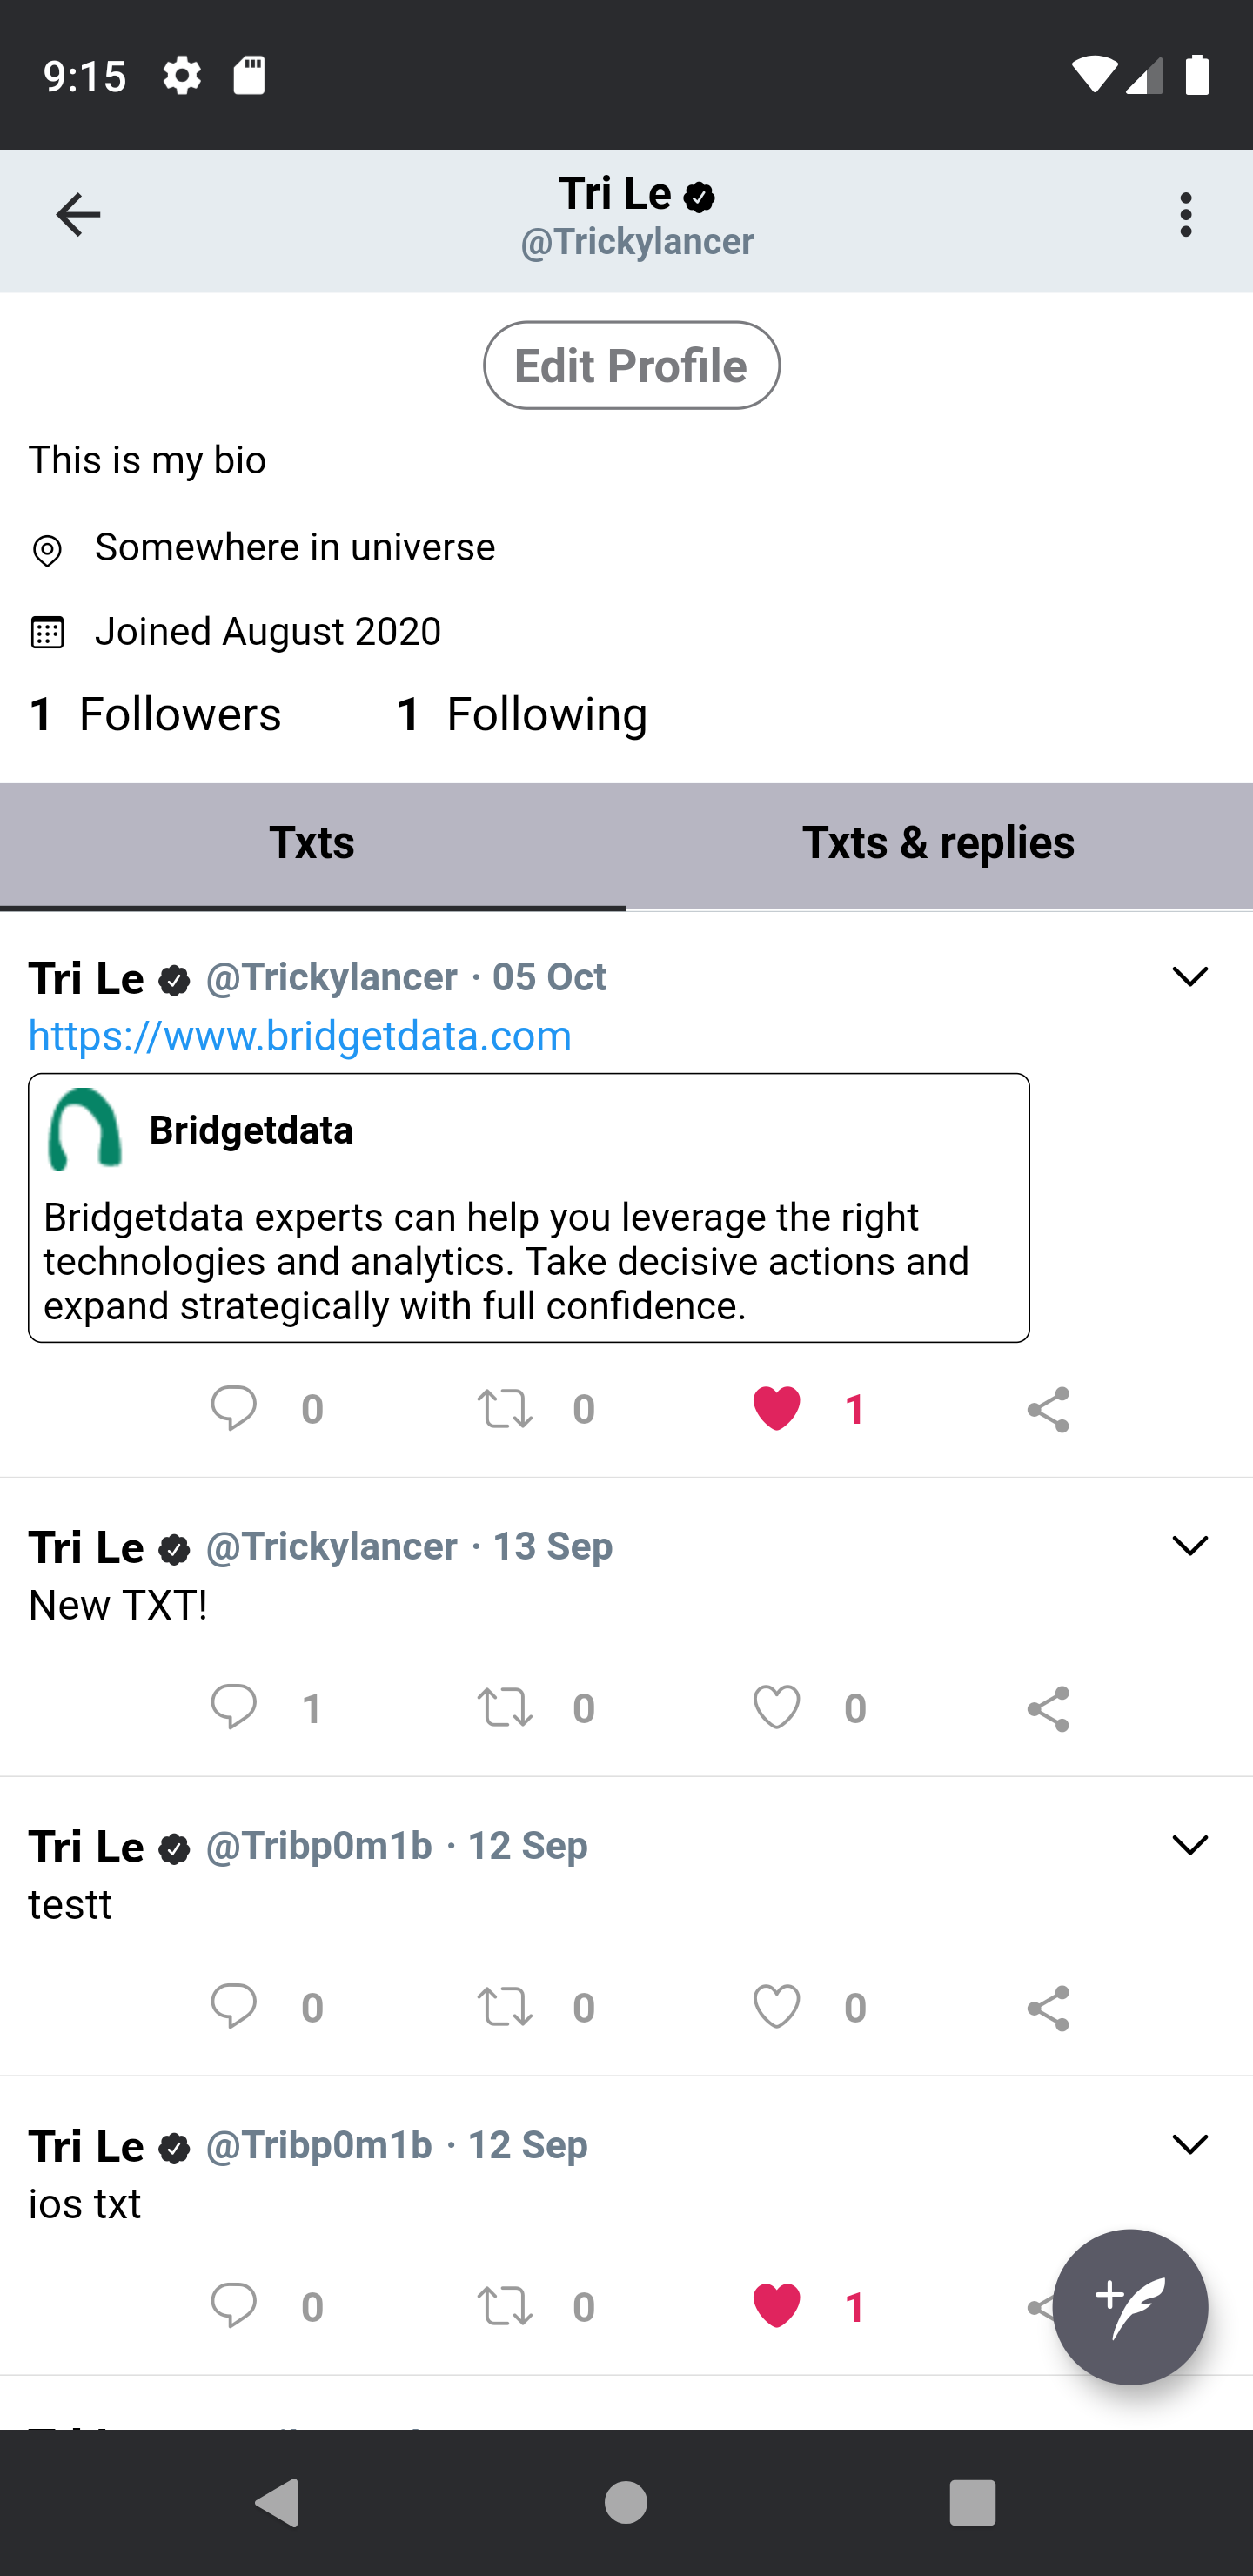 9:15
Tri Le
@Trickylancer
Edit Profile
This is my bio
Somewhere in universe
Joined August 2020
1 Followers 1 Following
Txts Txts & replies
Tri Le @Trickylancer · 05 Oct
https://www.bridgetdata.com
Bridgetdata
Bridgetdata experts can help you leverage the right
technologies and analytics. Take decisive actions and
expand strategically with full confidence.
0 0 1
Tri Le @Trickylancer · 13 Sep
New TXT!
1 0 0
Tri Le @Tribp0m1b · 12 Sep
testt
0 0 0
Tri Le @Tribp0m1b · 12 Sep
ios txt
0 0 1